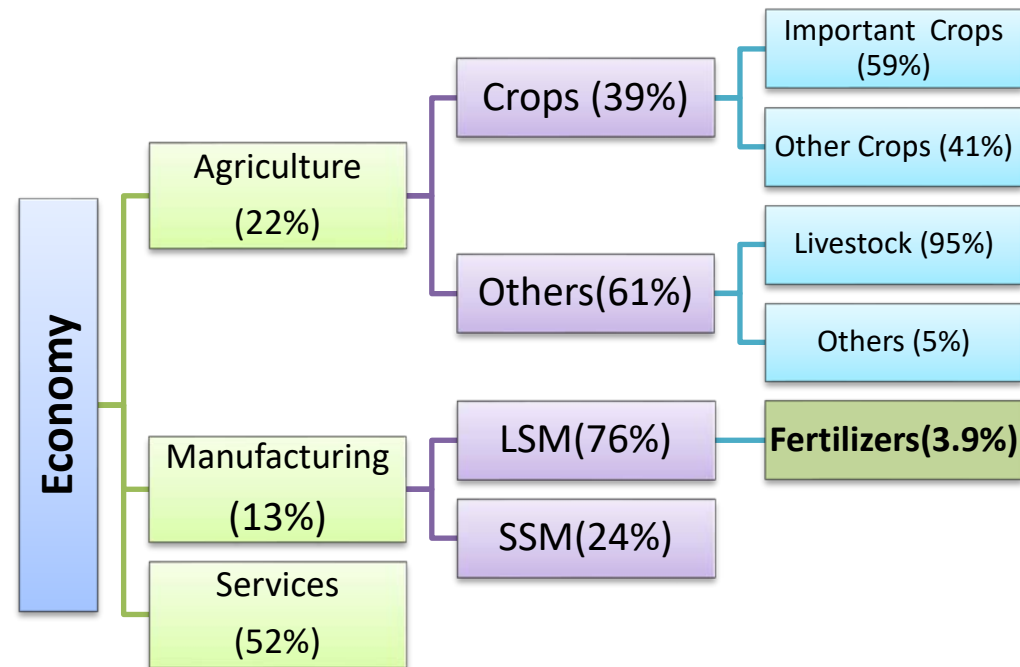 Economy
Agriculture
(22%)
Crops (39%)
Important Crops
(59%)
Other Crops (41%)
Others(61%)
Livestock (95%)
Others (5%)
Manufacturing
(13%)
LSM(76%)
Fertilizers(3.9%)
SSM(24%)
Services
(52%)